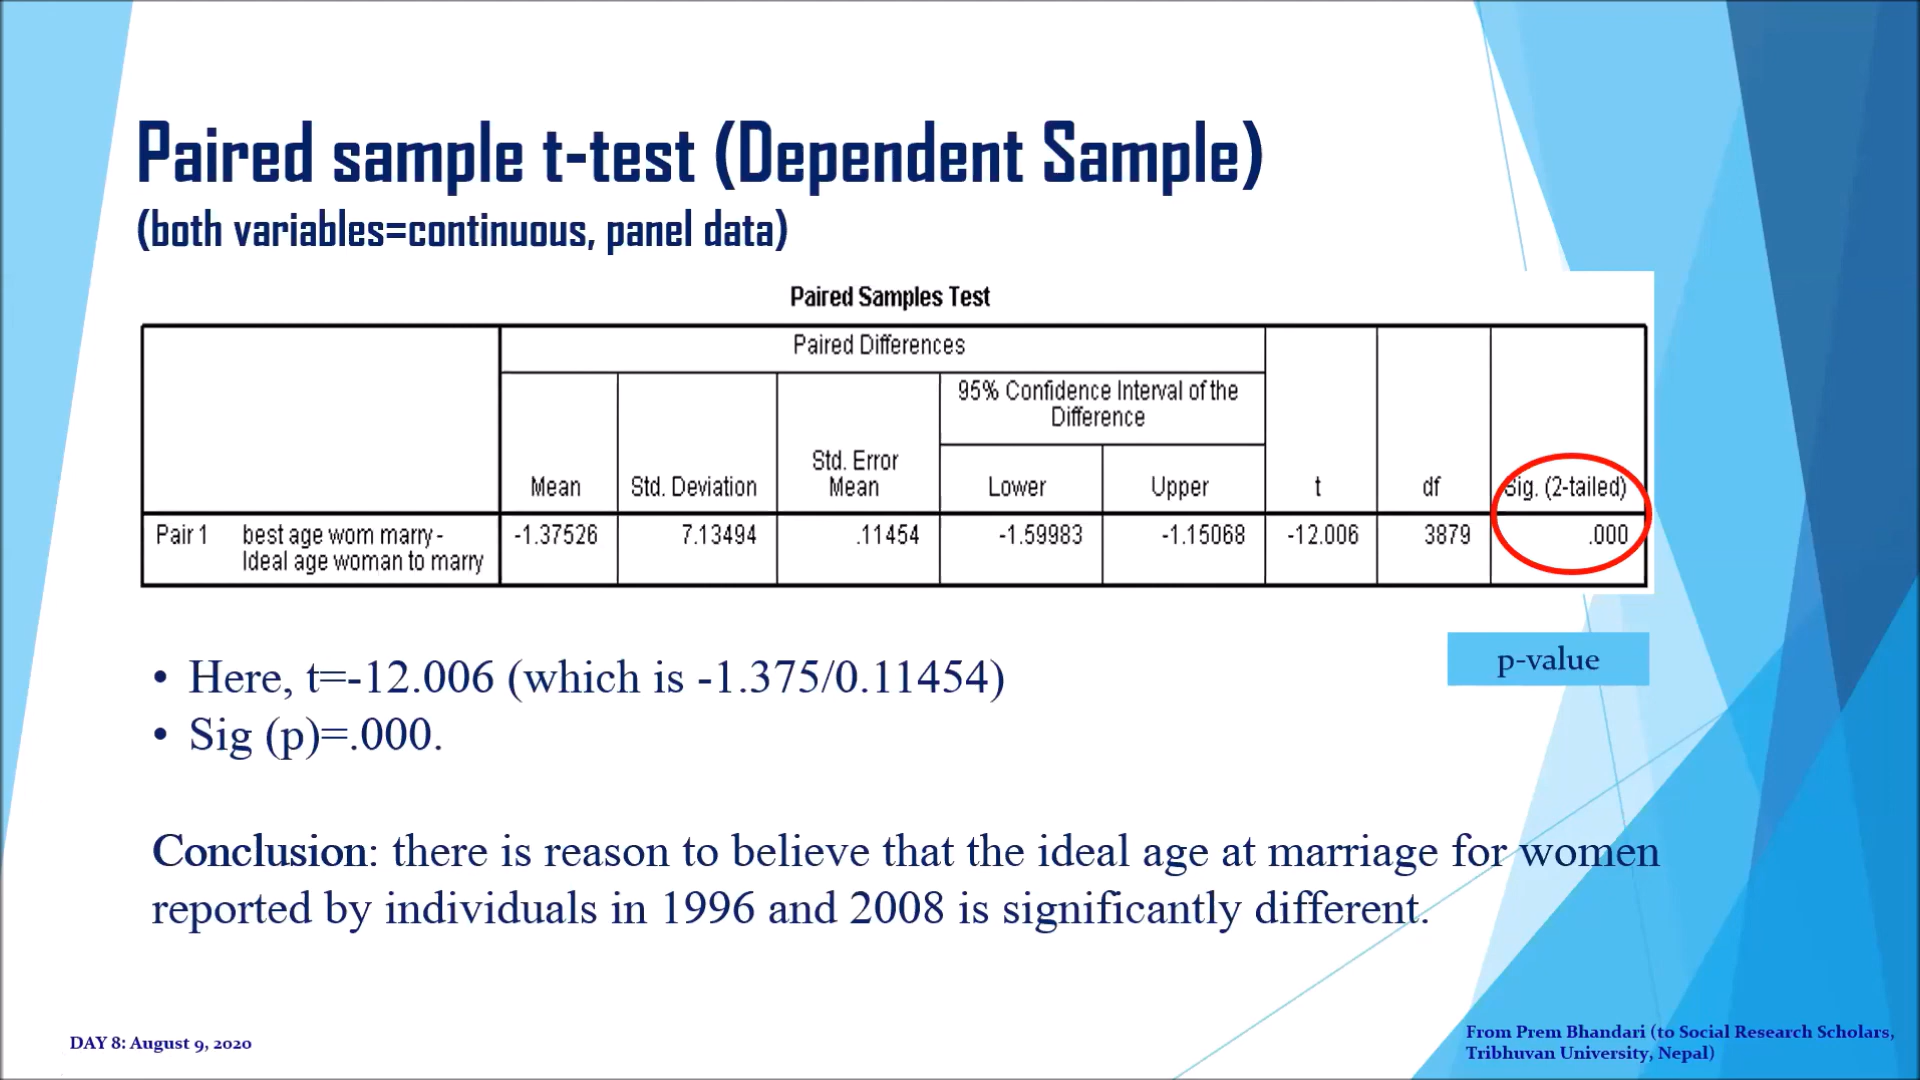 Paired sample t-test (Dependent Sample)
(both variables=continuous, panel data)
Paired Samples Test
Paired Differences
95% Confidence Interval of the
Difference
Mean Std. Deviation Std. Error Mean Lower Upper t df Sig. (2-tailed)
Pair 1 best age wom marry - -1.37526 7.13494 .11454 -1.59983 -1.15068 -12.006 3879 .000
Ideal age woman to marry
p-value
• Here, t=-12.006 (which is -1.375/0.11454)
• Sig (p)=.000.
Conclusion: there is reason to believe that the ideal age at marriage for women
reported by individuals in 1996 and 2008 is significantly different.
DAY 8: August 9, 2020
From Prem Bhandari (to Social Research Scholars,
Tribhuvan University, Nepal)